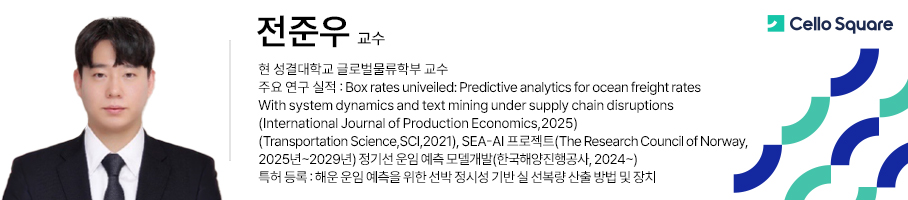 전준우 교수
Cello Square
현 성결대학교 글로벌물류학부 교수
주요 연구 실적 : Box rates univeiled: Predictive analytics for ocean freight rates
With system dynamics and text mining under supply chain disruptions
(International Journal of Production Economics,2025)
(Transportation Science,SCI,2021), SEA-AI 프로젝트(The Research Council of Norway,
2025년~2029년) 정기선 운임 예측 모델개발(한국해양진행공사, 2024~)
특허 등록 : 해운 운임 예측을 위한 선박 정시성 기반 실 선복량 산출 방법 및 장치